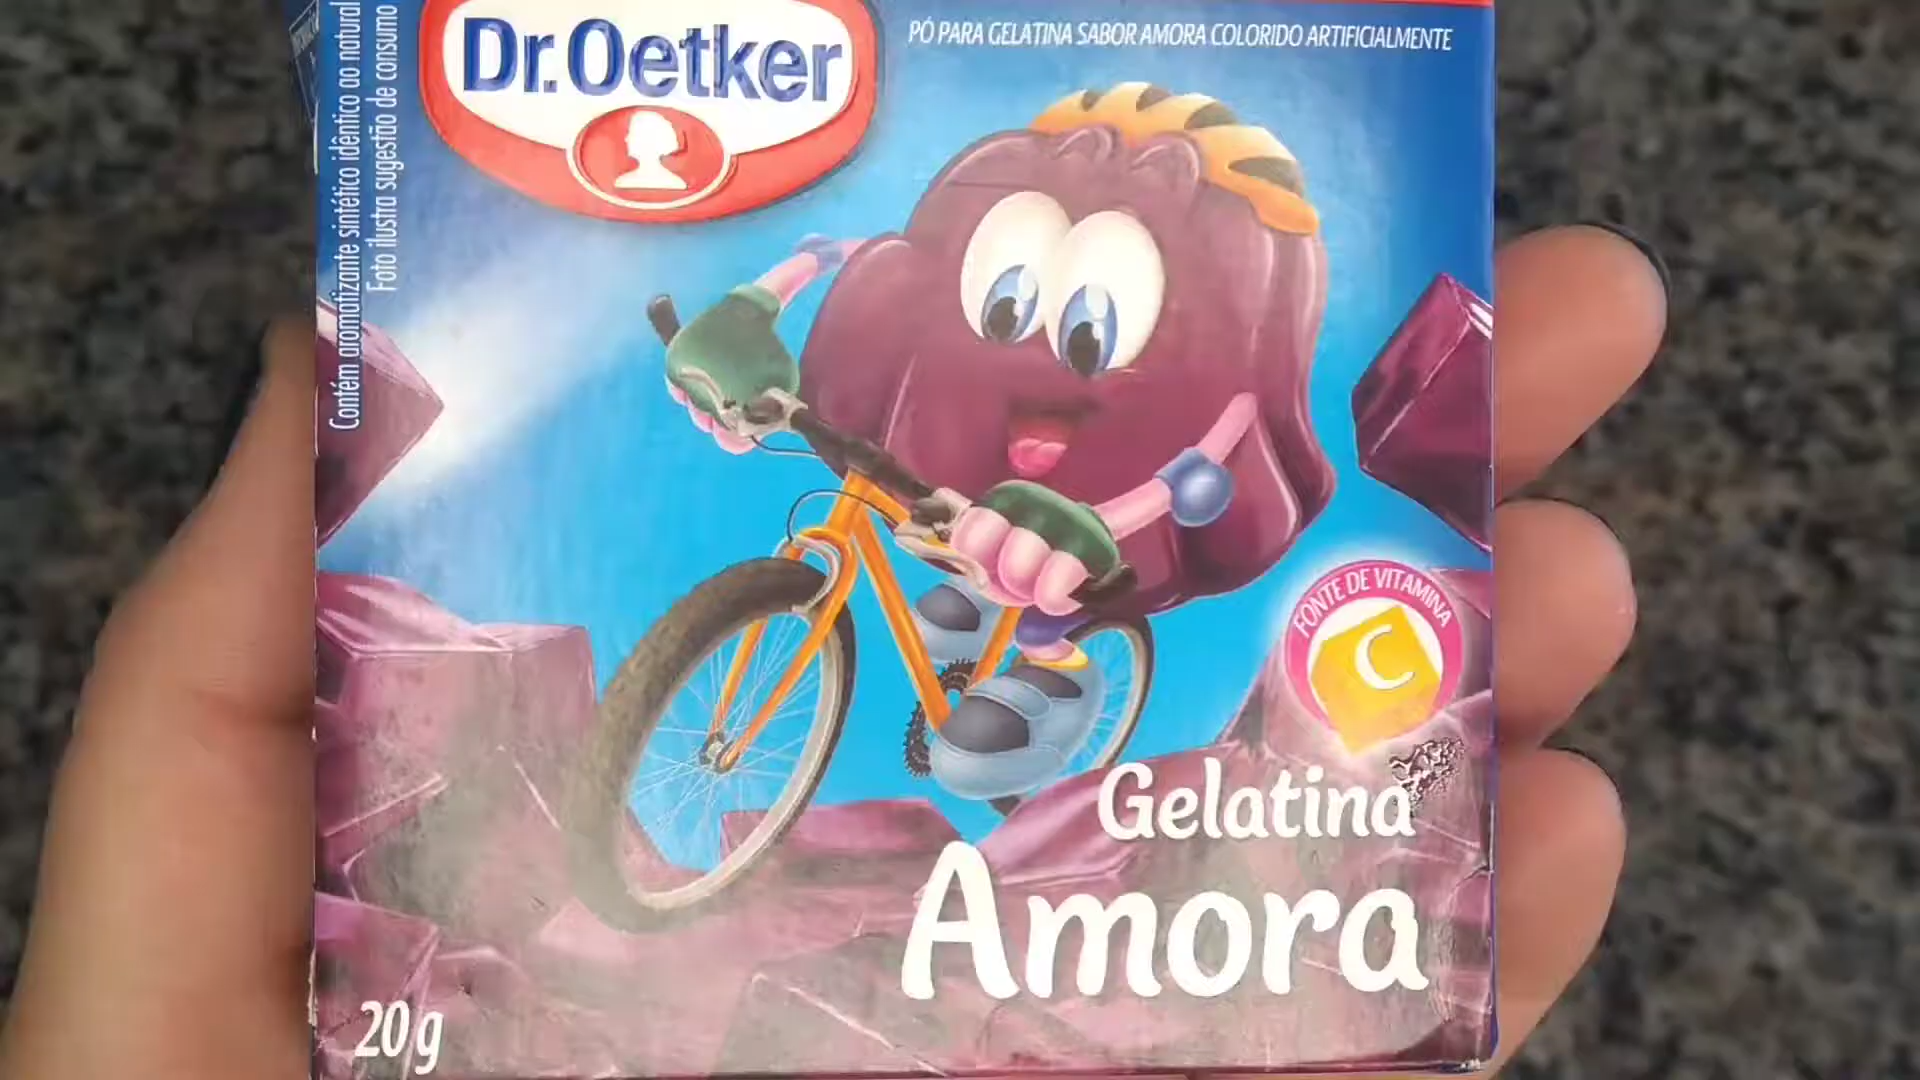 Dr.Oetker
PÓ PARA GELATINA SABOR AMORA COLORIDO ARTIFICIALMENTE
Contém aromatizante sintético idêntico ao natural
Foto ilustra sugestão de consumo
FONTE DE VITAMINA
C
Gelatina
Amora
20 g